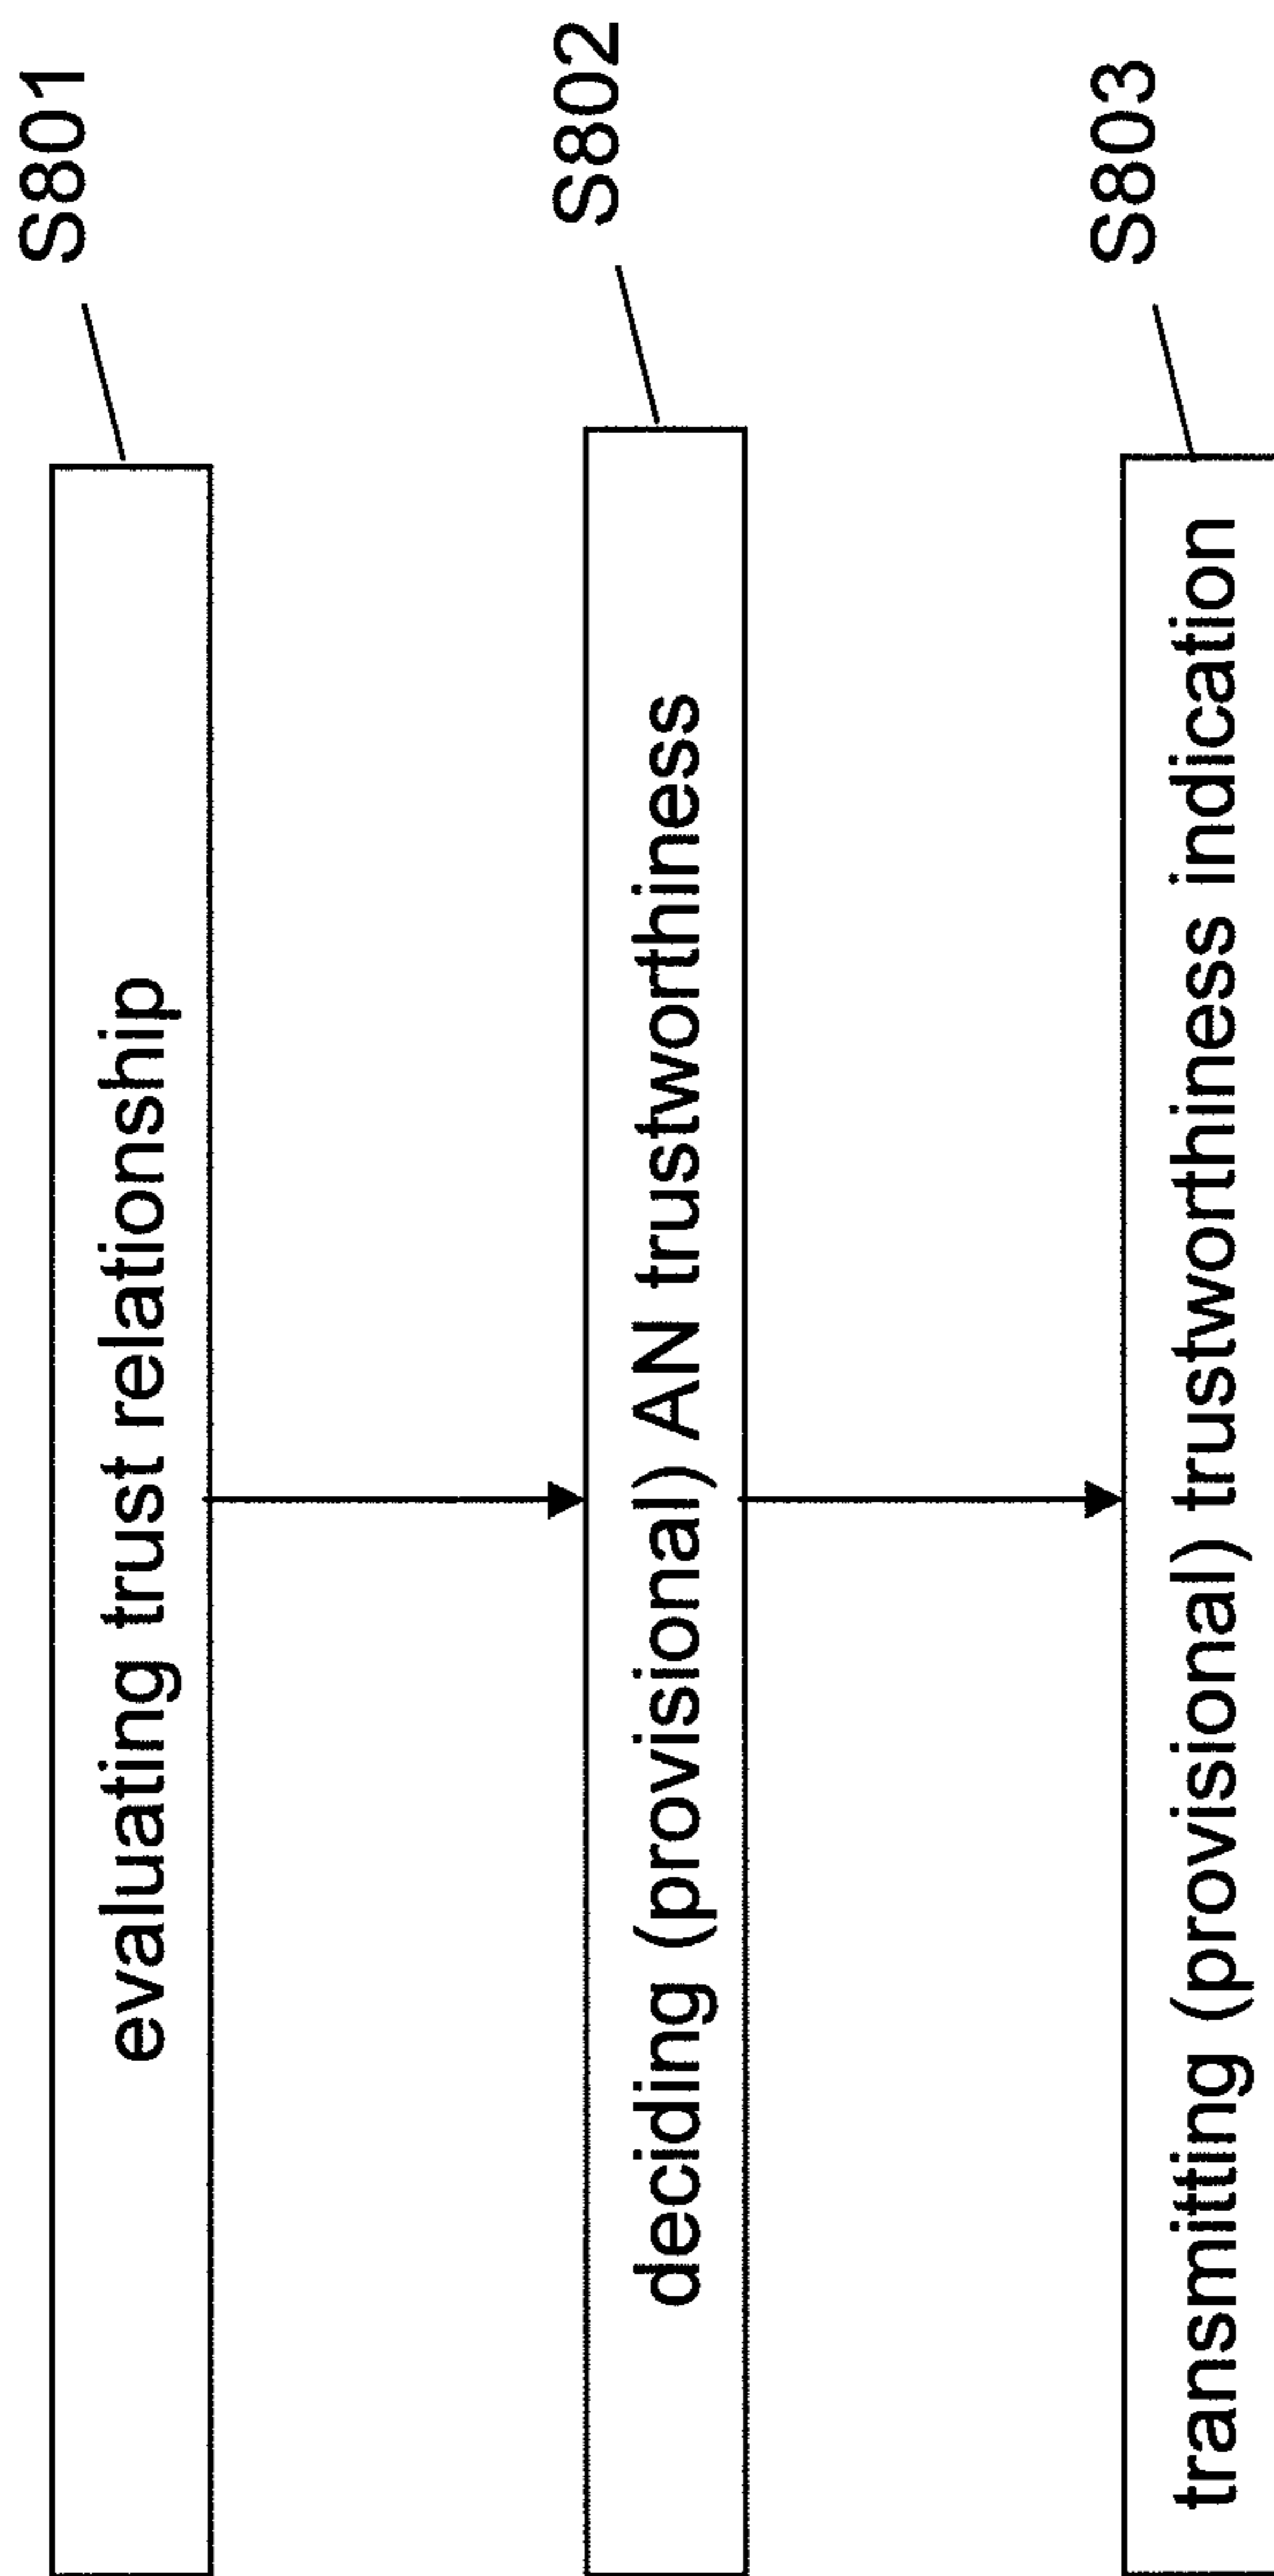 S801
evaluating trust relationship
S802
deciding (provisional) AN trustworthiness
S803
transmitting (provisional) trustworthiness indication